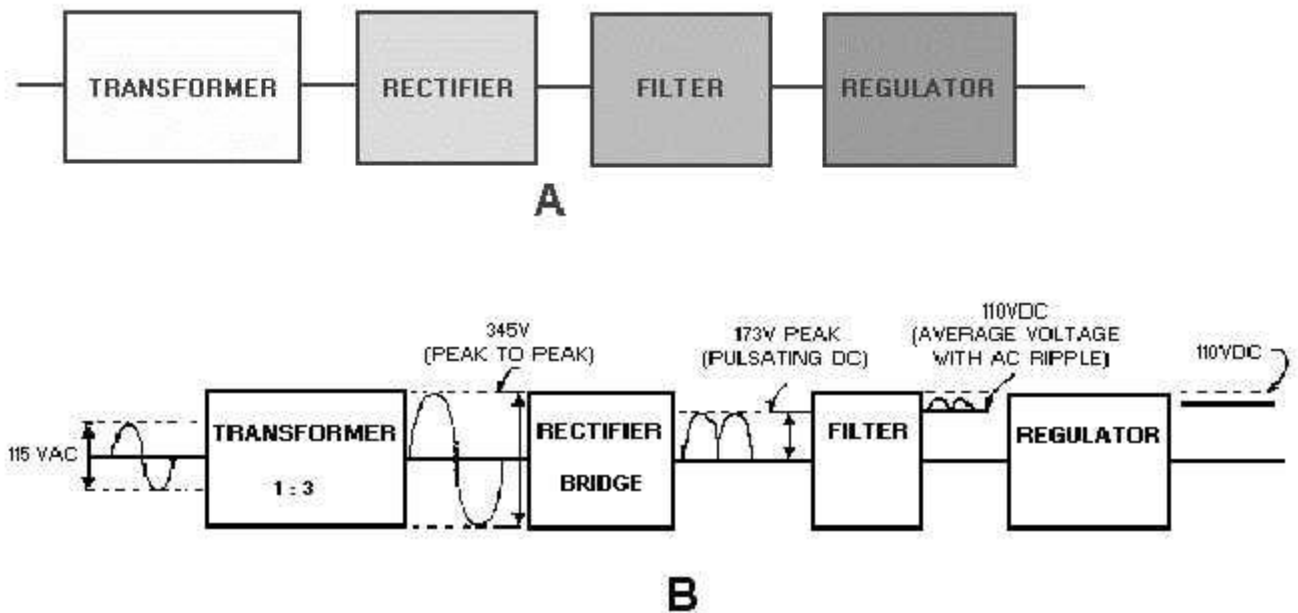 TRANSFORMER
RECTIFIER
FILTER
REGULATOR
A
345V
(PEAK TO PEAK)
173V PEAK
(PULSATING DC)
110VDC
(AVERAGE VOLTAGE
WITH AC RIPPLE)
110VDC
115 VAC
TRANSFORMER
1 : 3
RECTIFIER
BRIDGE
FILTER
REGULATOR
B